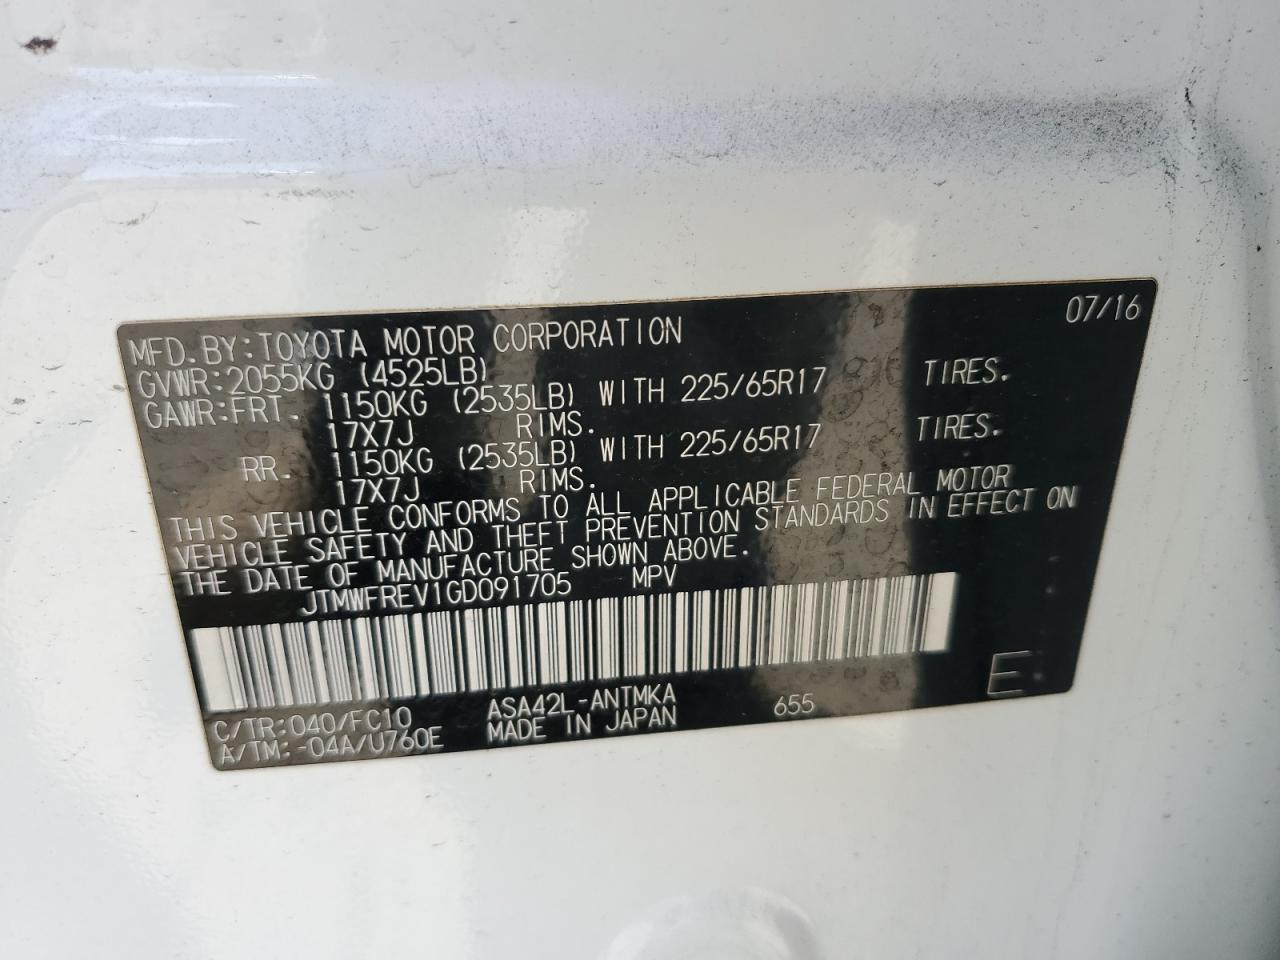 07/16
MFD. BY: TOYOTA MOTOR CORPORATION
GVWR: 2055KG (4525LB)
GAWR: FRT. 1150KG (2535LB) WITH 225/65R17 TIRES.
17X7J RIMS.
RR. 1150KG (2535LB) WITH 225/65R17 TIRES.
17X7J RIMS.
THIS VEHICLE CONFORMS TO ALL APPLICABLE FEDERAL MOTOR
VEHICLE SAFETY AND THEFT PREVENTION STANDARDS IN EFFECT ON
THE DATE OF MANUFACTURE SHOWN ABOVE.
JTMWFREV1GD091705 MPV
C/TR: 040/FC10 ASA42L-ANTMKA 655 E
A/TM: -04A/U760E MADE IN JAPAN